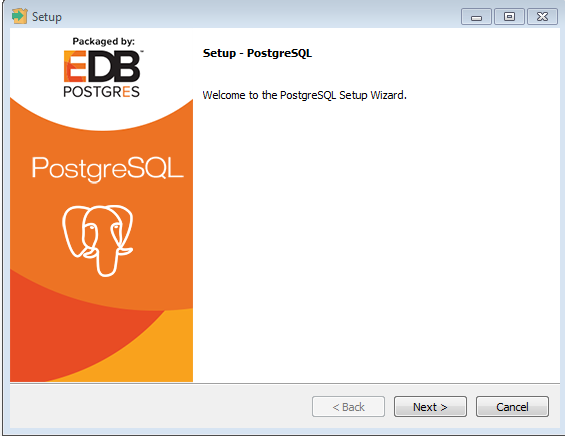 Setup
Packaged by:
EDB
POSTGRES
Setup - PostgreSQL
Welcome to the PostgreSQL Setup Wizard.
PostgreSQL
< Back
Next >
Cancel